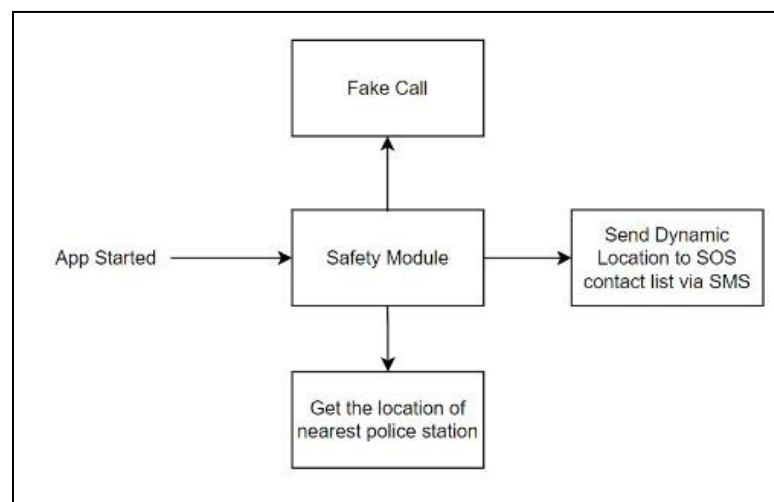 Fake Call
App Started
Safety Module
Send Dynamic
Location to SOS
contact list via SMS
Get the location of
nearest police station